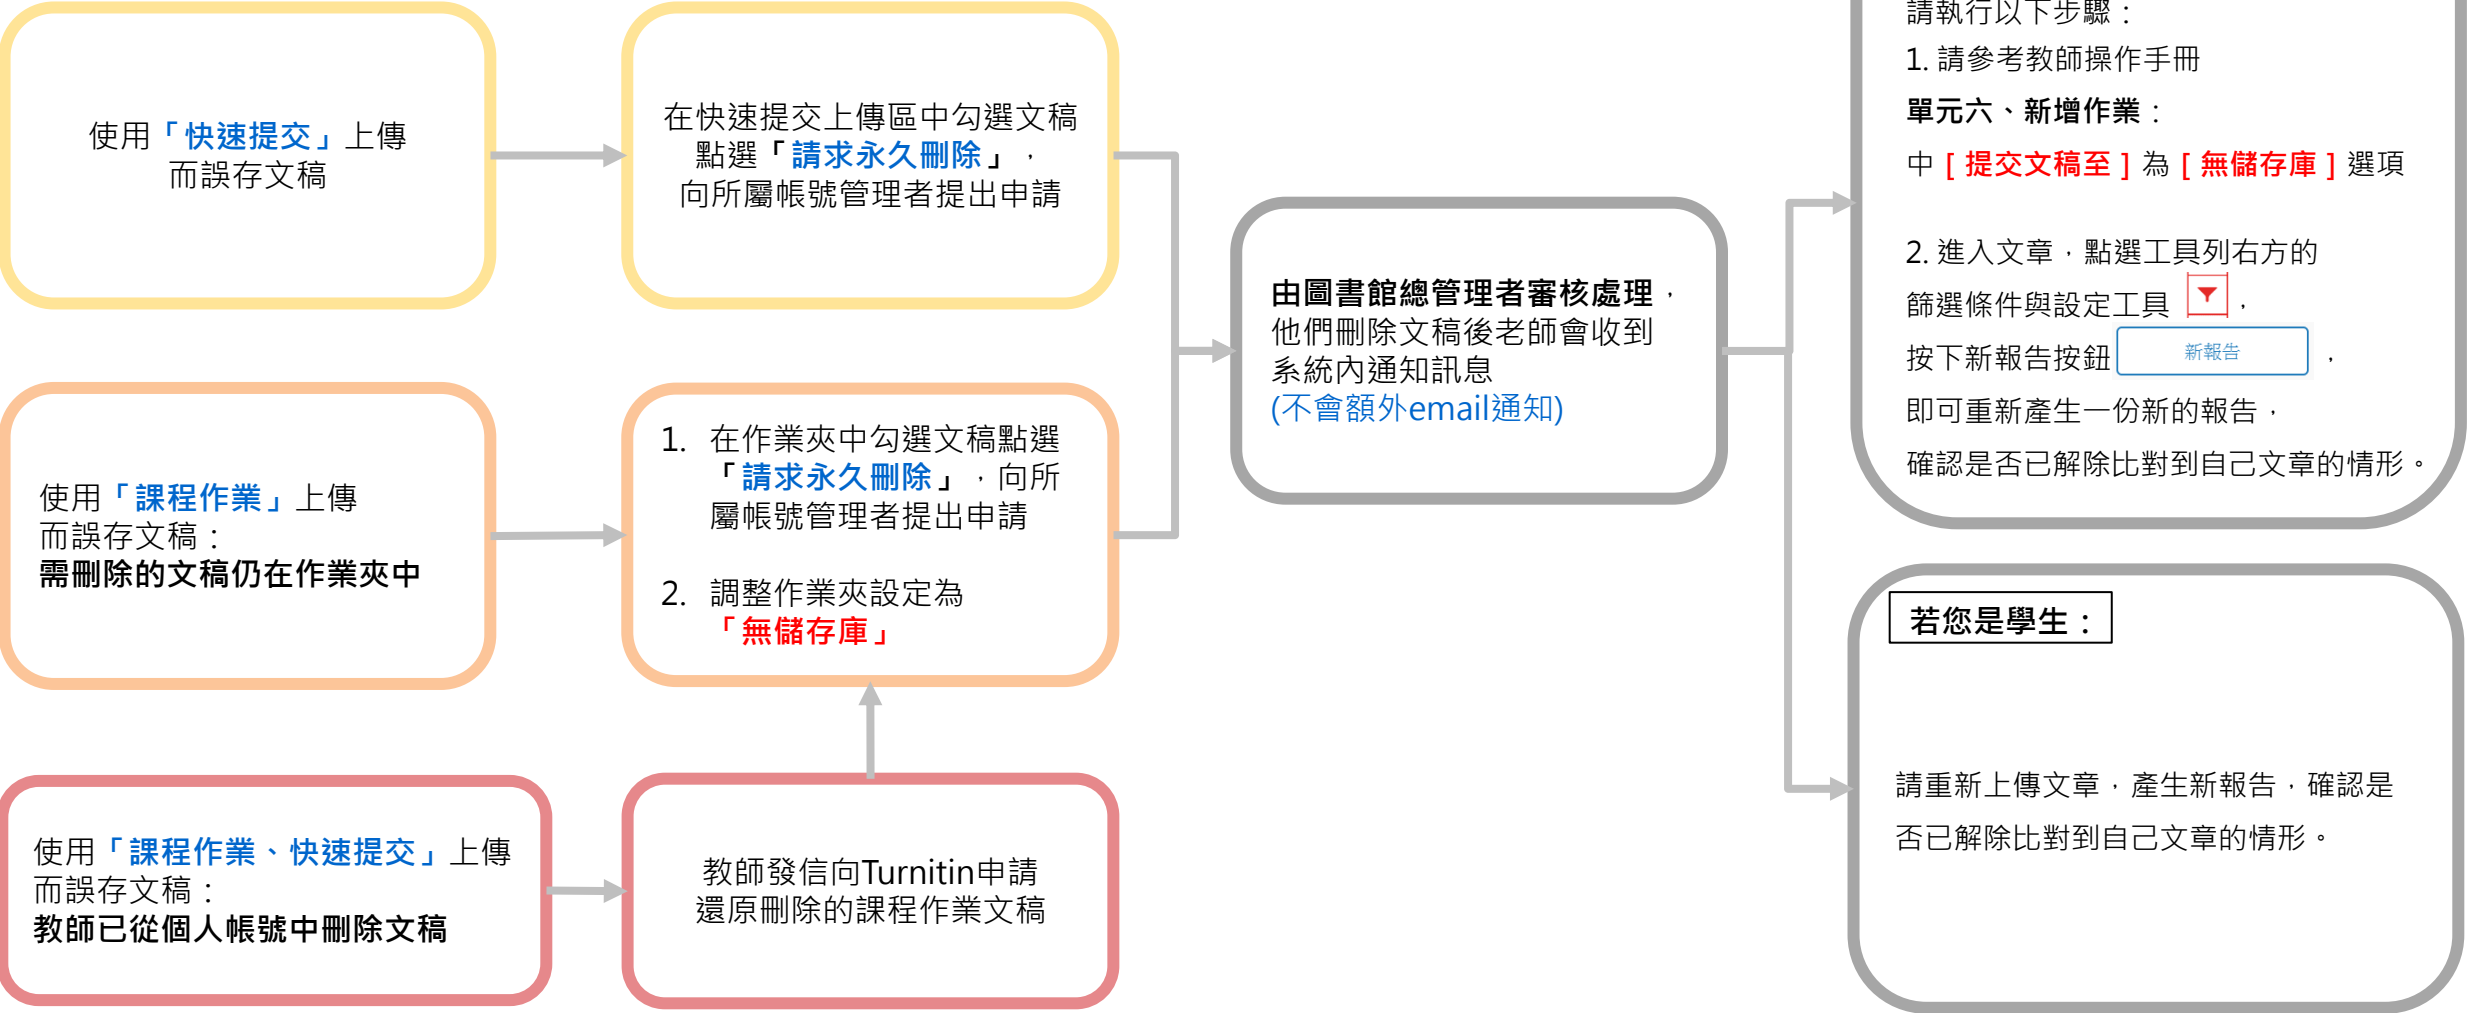 使用「快速提交」上傳
而誤存文稿
在快速提交上傳區中勾選文稿
點選「請求永久刪除」，
向所屬帳號管理者提出申請
使用「課程作業」上傳
而誤存文稿：
需刪除的文稿仍在作業夾中
1. 在作業夾中勾選文稿點選
「請求永久刪除」，向所
屬帳號管理者提出申請
2. 調整作業夾設定為
「無儲存庫」
使用「課程作業、快速提交」上傳
而誤存文稿：
教師已從個人帳號中刪除文稿
教師發信向Turnitin申請
還原刪除的課程作業文稿
由圖書館總管理者審核處理，
他們刪除文稿後老師會收到
系統內通知訊息
(不會額外email通知)
請執行以下步驟：
1. 請參考教師操作手冊
單元六、新增作業：
中 [ 提交文稿至 ] 為 [ 無儲存庫 ] 選項
2. 進入文章，點選工具列右方的
篩選條件與設定工具 ，
按下新報告按鈕 新報告 ，
即可重新產生一份新的報告，
確認是否已解除比對到自己文章的情形。
若您是學生：
請重新上傳文章，產生新報告，確認是
否已解除比對到自己文章的情形。